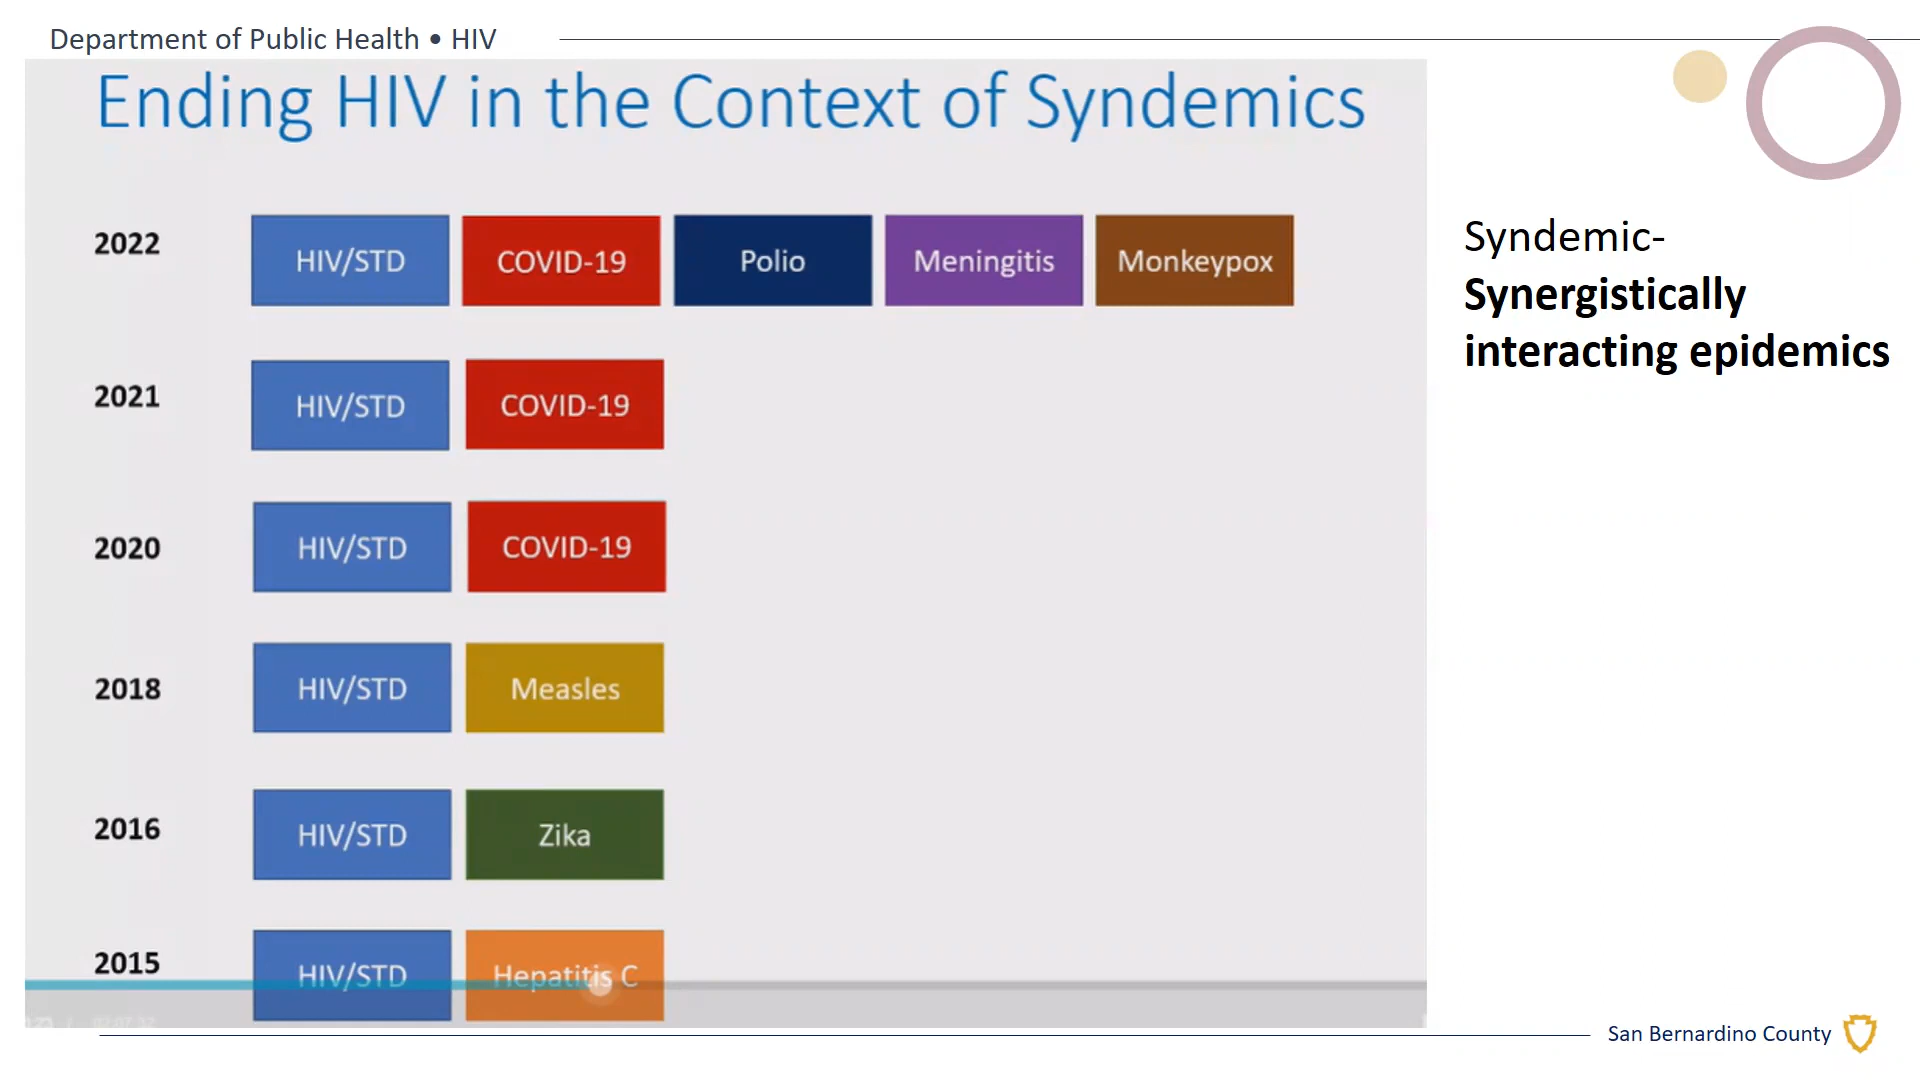 Department of Public Health • HIV
Ending HIV in the Context of Syndemics
2022 HIV/STD COVID-19 Polio Meningitis Monkeypox
2021 HIV/STD COVID-19
2020 HIV/STD COVID-19
2018 HIV/STD Measles
2016 HIV/STD Zika
2015 HIV/STD Hepatitis C
Syndemic-
Synergistically
interacting epidemics
San Bernardino County